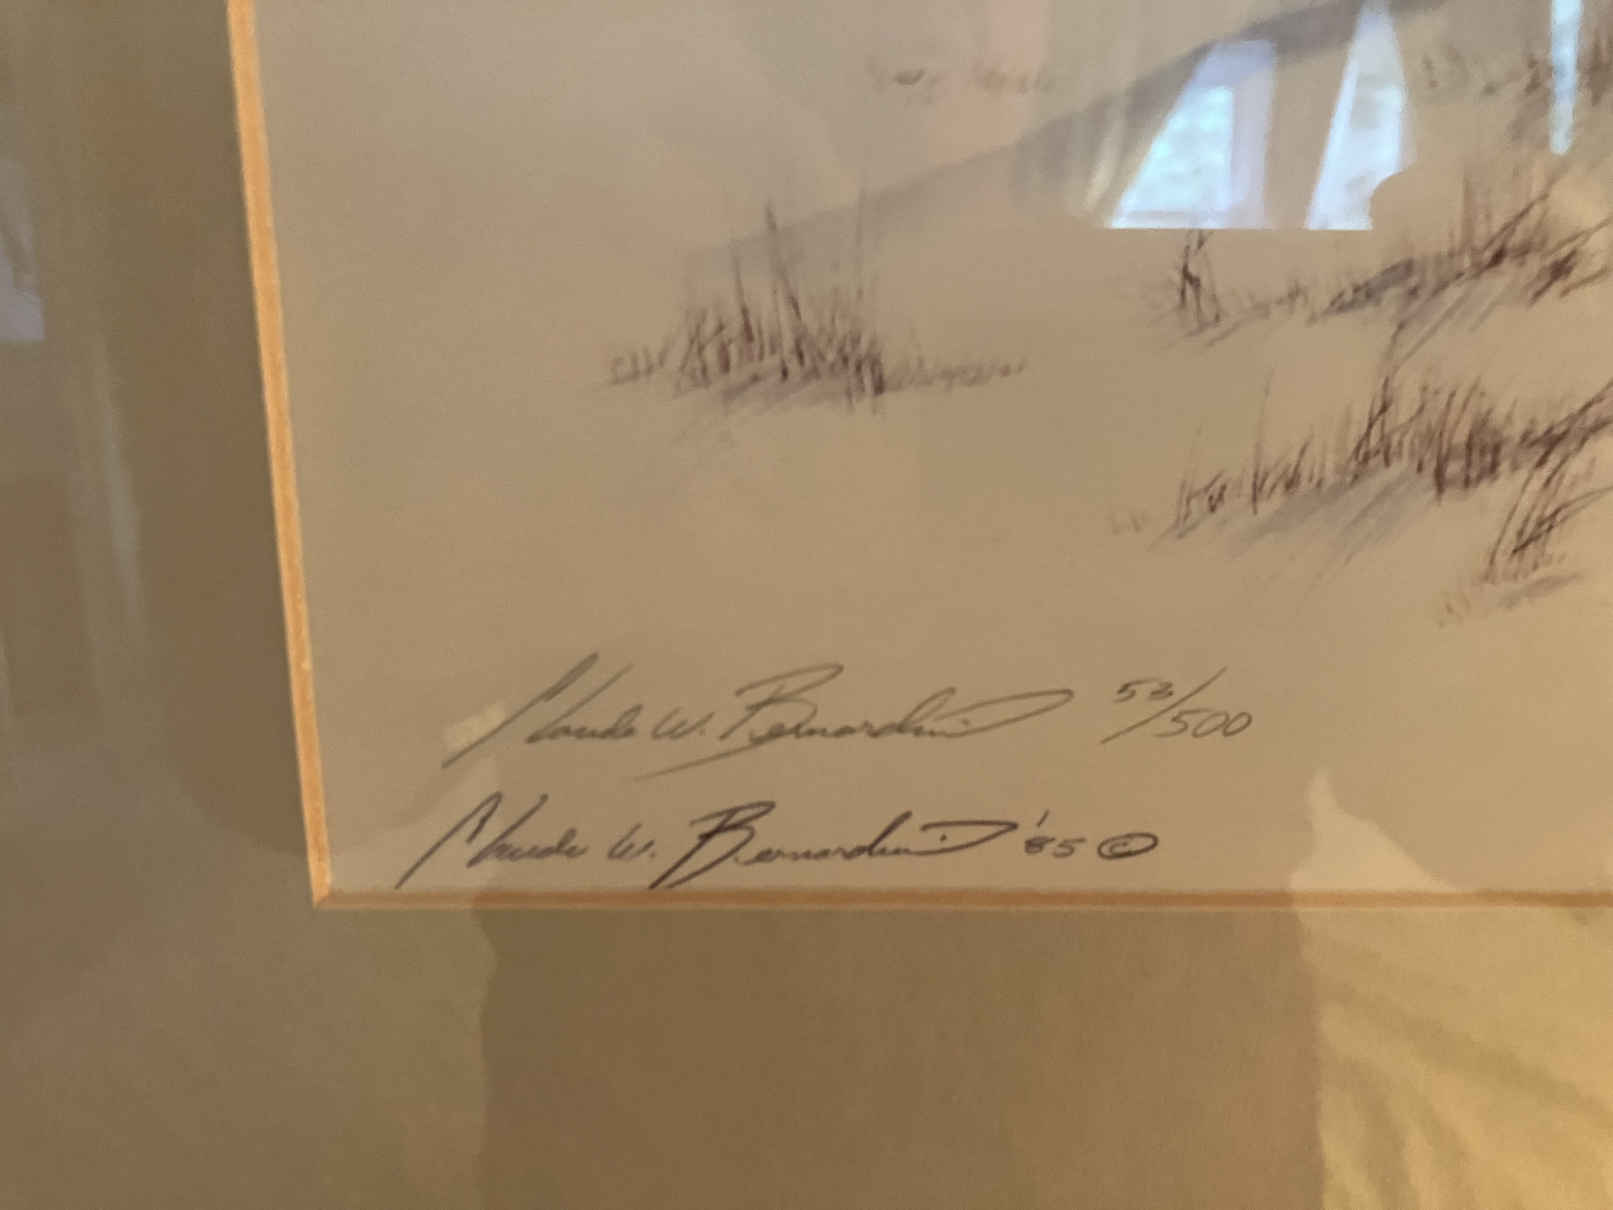 Claude W. Bernardini 53/500
Claude W. Bernardini '85 ©